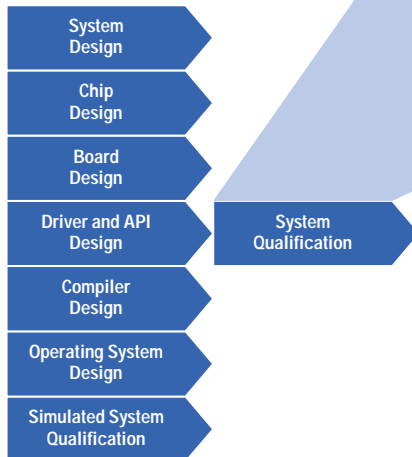 System
Design
Chip
Design
Board
Design
Driver and API
Design
System
Qualification
Compiler
Design
Operating System
Design
Simulated System
Qualification